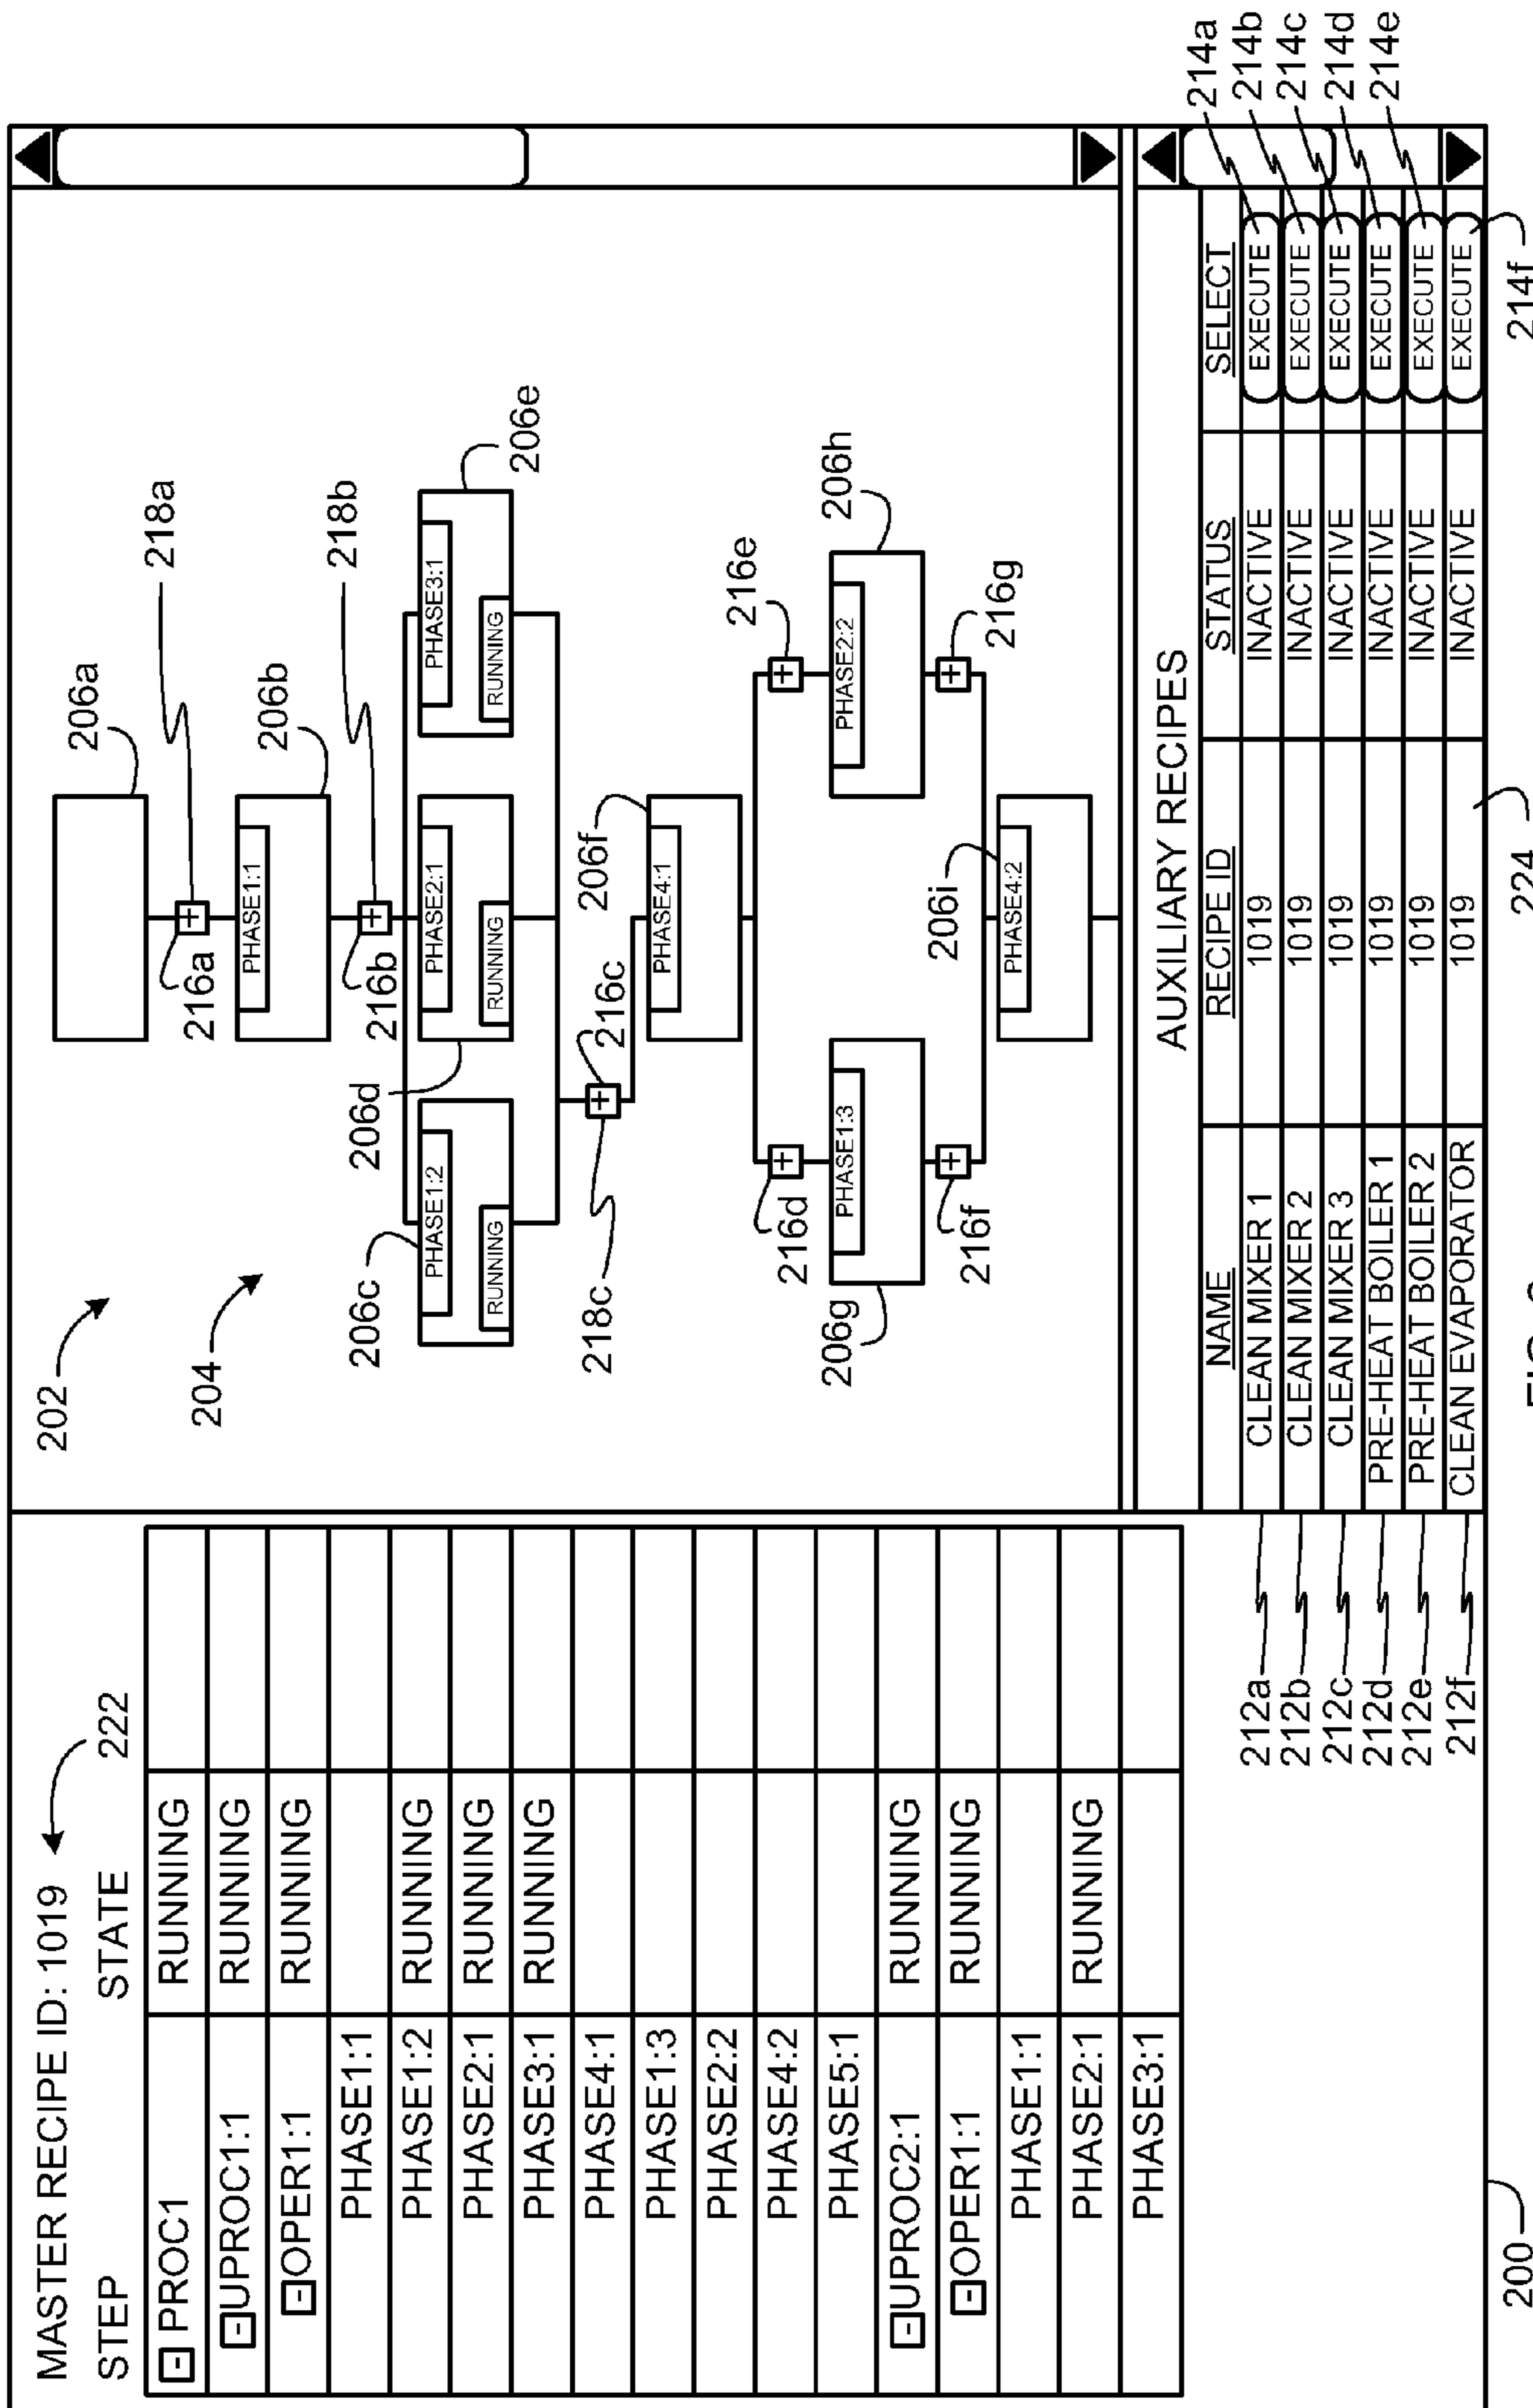 MASTER RECIPE ID: 1019
222
STEP STATE
- PROC1 RUNNING
- UPROC1:1 RUNNING
- OPER1:1 RUNNING
PHASE1:1
PHASE1:2 RUNNING
PHASE2:1 RUNNING
PHASE3:1 RUNNING
PHASE4:1
PHASE1:3
PHASE2:2
PHASE4:2
PHASE5:1
- UPROC2:1 RUNNING
- OPER1:1 RUNNING
PHASE1:1
PHASE2:1 RUNNING
PHASE3:1
200
202
204
206a
218a
+
216a
PHASE1:1
206b
218b
+
216b
206c
PHASE1:2
RUNNING
206d
PHASE2:1
RUNNING
PHASE3:1
RUNNING
206e
218c
+
216c
206f
PHASE4:1
216d
+
+
216e
206g
PHASE1:3
PHASE2:2
206h
216f
+
+
216g
206i
PHASE4:2
AUXILIARY RECIPES
NAME RECIPE ID STATUS SELECT
212a CLEAN MIXER 1 1019 INACTIVE EXECUTE 214a
212b CLEAN MIXER 2 1019 INACTIVE EXECUTE 214b
212c CLEAN MIXER 3 1019 INACTIVE EXECUTE 214c
212d PRE-HEAT BOILER 1 1019 INACTIVE EXECUTE 214d
212e PRE-HEAT BOILER 2 1019 INACTIVE EXECUTE 214e
212f CLEAN EVAPORATOR 1019 INACTIVE EXECUTE
224
214f